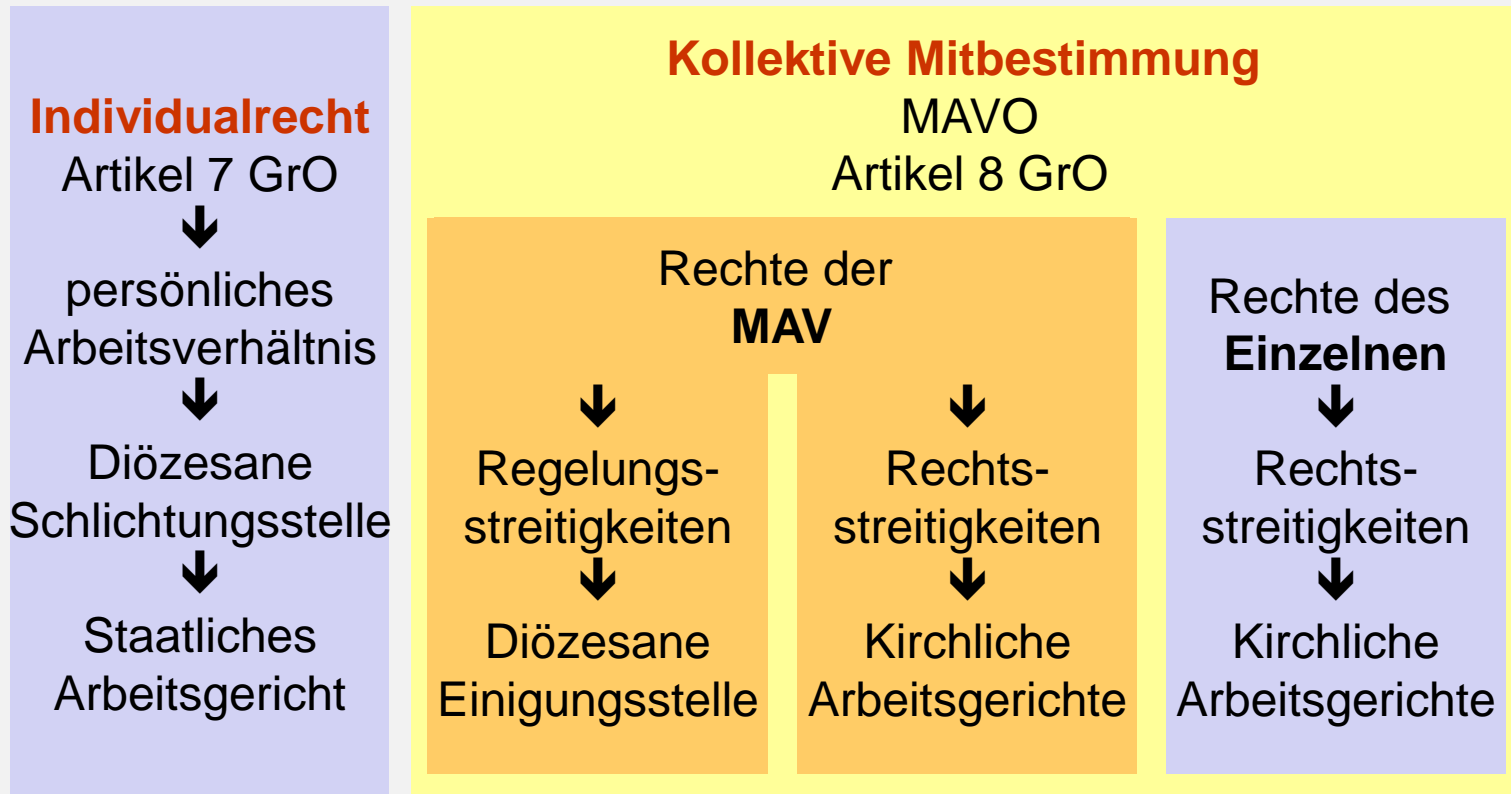 Individualrecht
Artikel 7 GrO
🡳
persönliches
Arbeitsverhältnis
🡳
Diözesane
Schlichtungsstelle
🡳
Staatliches
Arbeitsgericht
Kollektive Mitbestimmung
MAVO
Artikel 8 GrO
Rechte der
MAV
🡳
Regelungs-
streitigkeiten
🡳
Diözesane
Einigungsstelle
🡳
Rechts-
streitigkeiten
🡳
Kirchliche
Arbeitsgerichte
Rechte des
Einzelnen
🡳
Rechts-
streitigkeiten
🡳
Kirchliche
Arbeitsgerichte